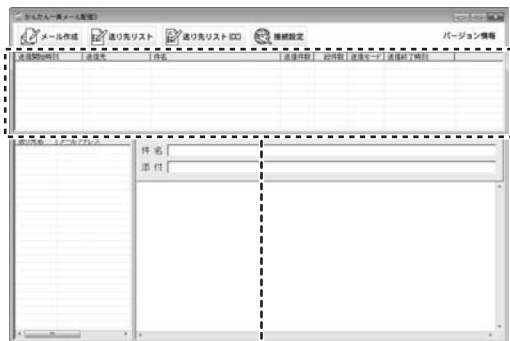 かんたん一斉メール配信
メール作成 送り先リスト 送り先リスト(CC) 接続設定 バージョン情報
送信開始時刻 送信先 件名 送信件数 総件数 送信モード 送信終了時刻
送り先名 メールアドレス
件 名
添 付